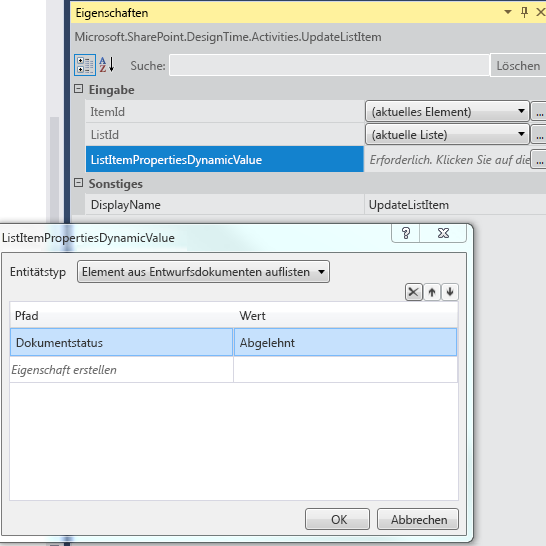 Eigenschaften
Microsoft.SharePoint.DesignTime.Activities.UpdateListItem
Suche: Löschen
Eingabe
ItemId (aktuelles Element) ...
ListId (aktuelle Liste) ...
ListItemPropertiesDynamicValue Erforderlich. Klicken Sie auf die ...
Sonstiges
DisplayName UpdateListItem
ListItemPropertiesDynamicValue
Entitätstyp Element aus Entwurfsdokumenten auflisten
Pfad Wert
Dokumentstatus Abgelehnt
Eigenschaft erstellen
OK Abbrechen